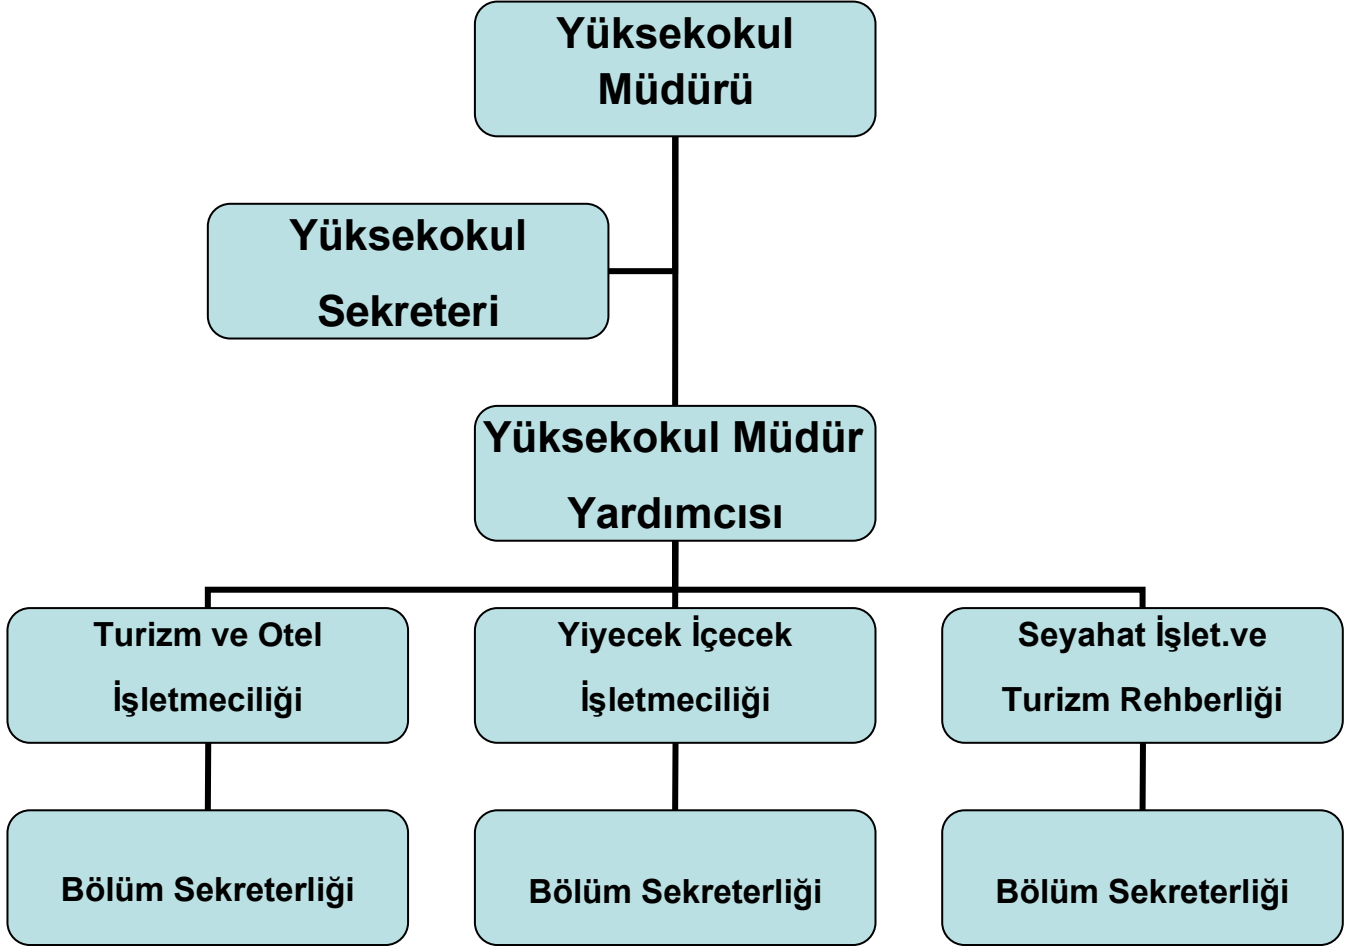 Yüksekokul
Müdürü
Yüksekokul
Sekreteri
Yüksekokul Müdür
Yardımcısı
Turizm ve Otel
İşletmeciliği
Yiyecek İçecek
İşletmeciliği
Seyahat İşlet.ve
Turizm Rehberliği
Bölüm Sekreterliği
Bölüm Sekreterliği
Bölüm Sekreterliği